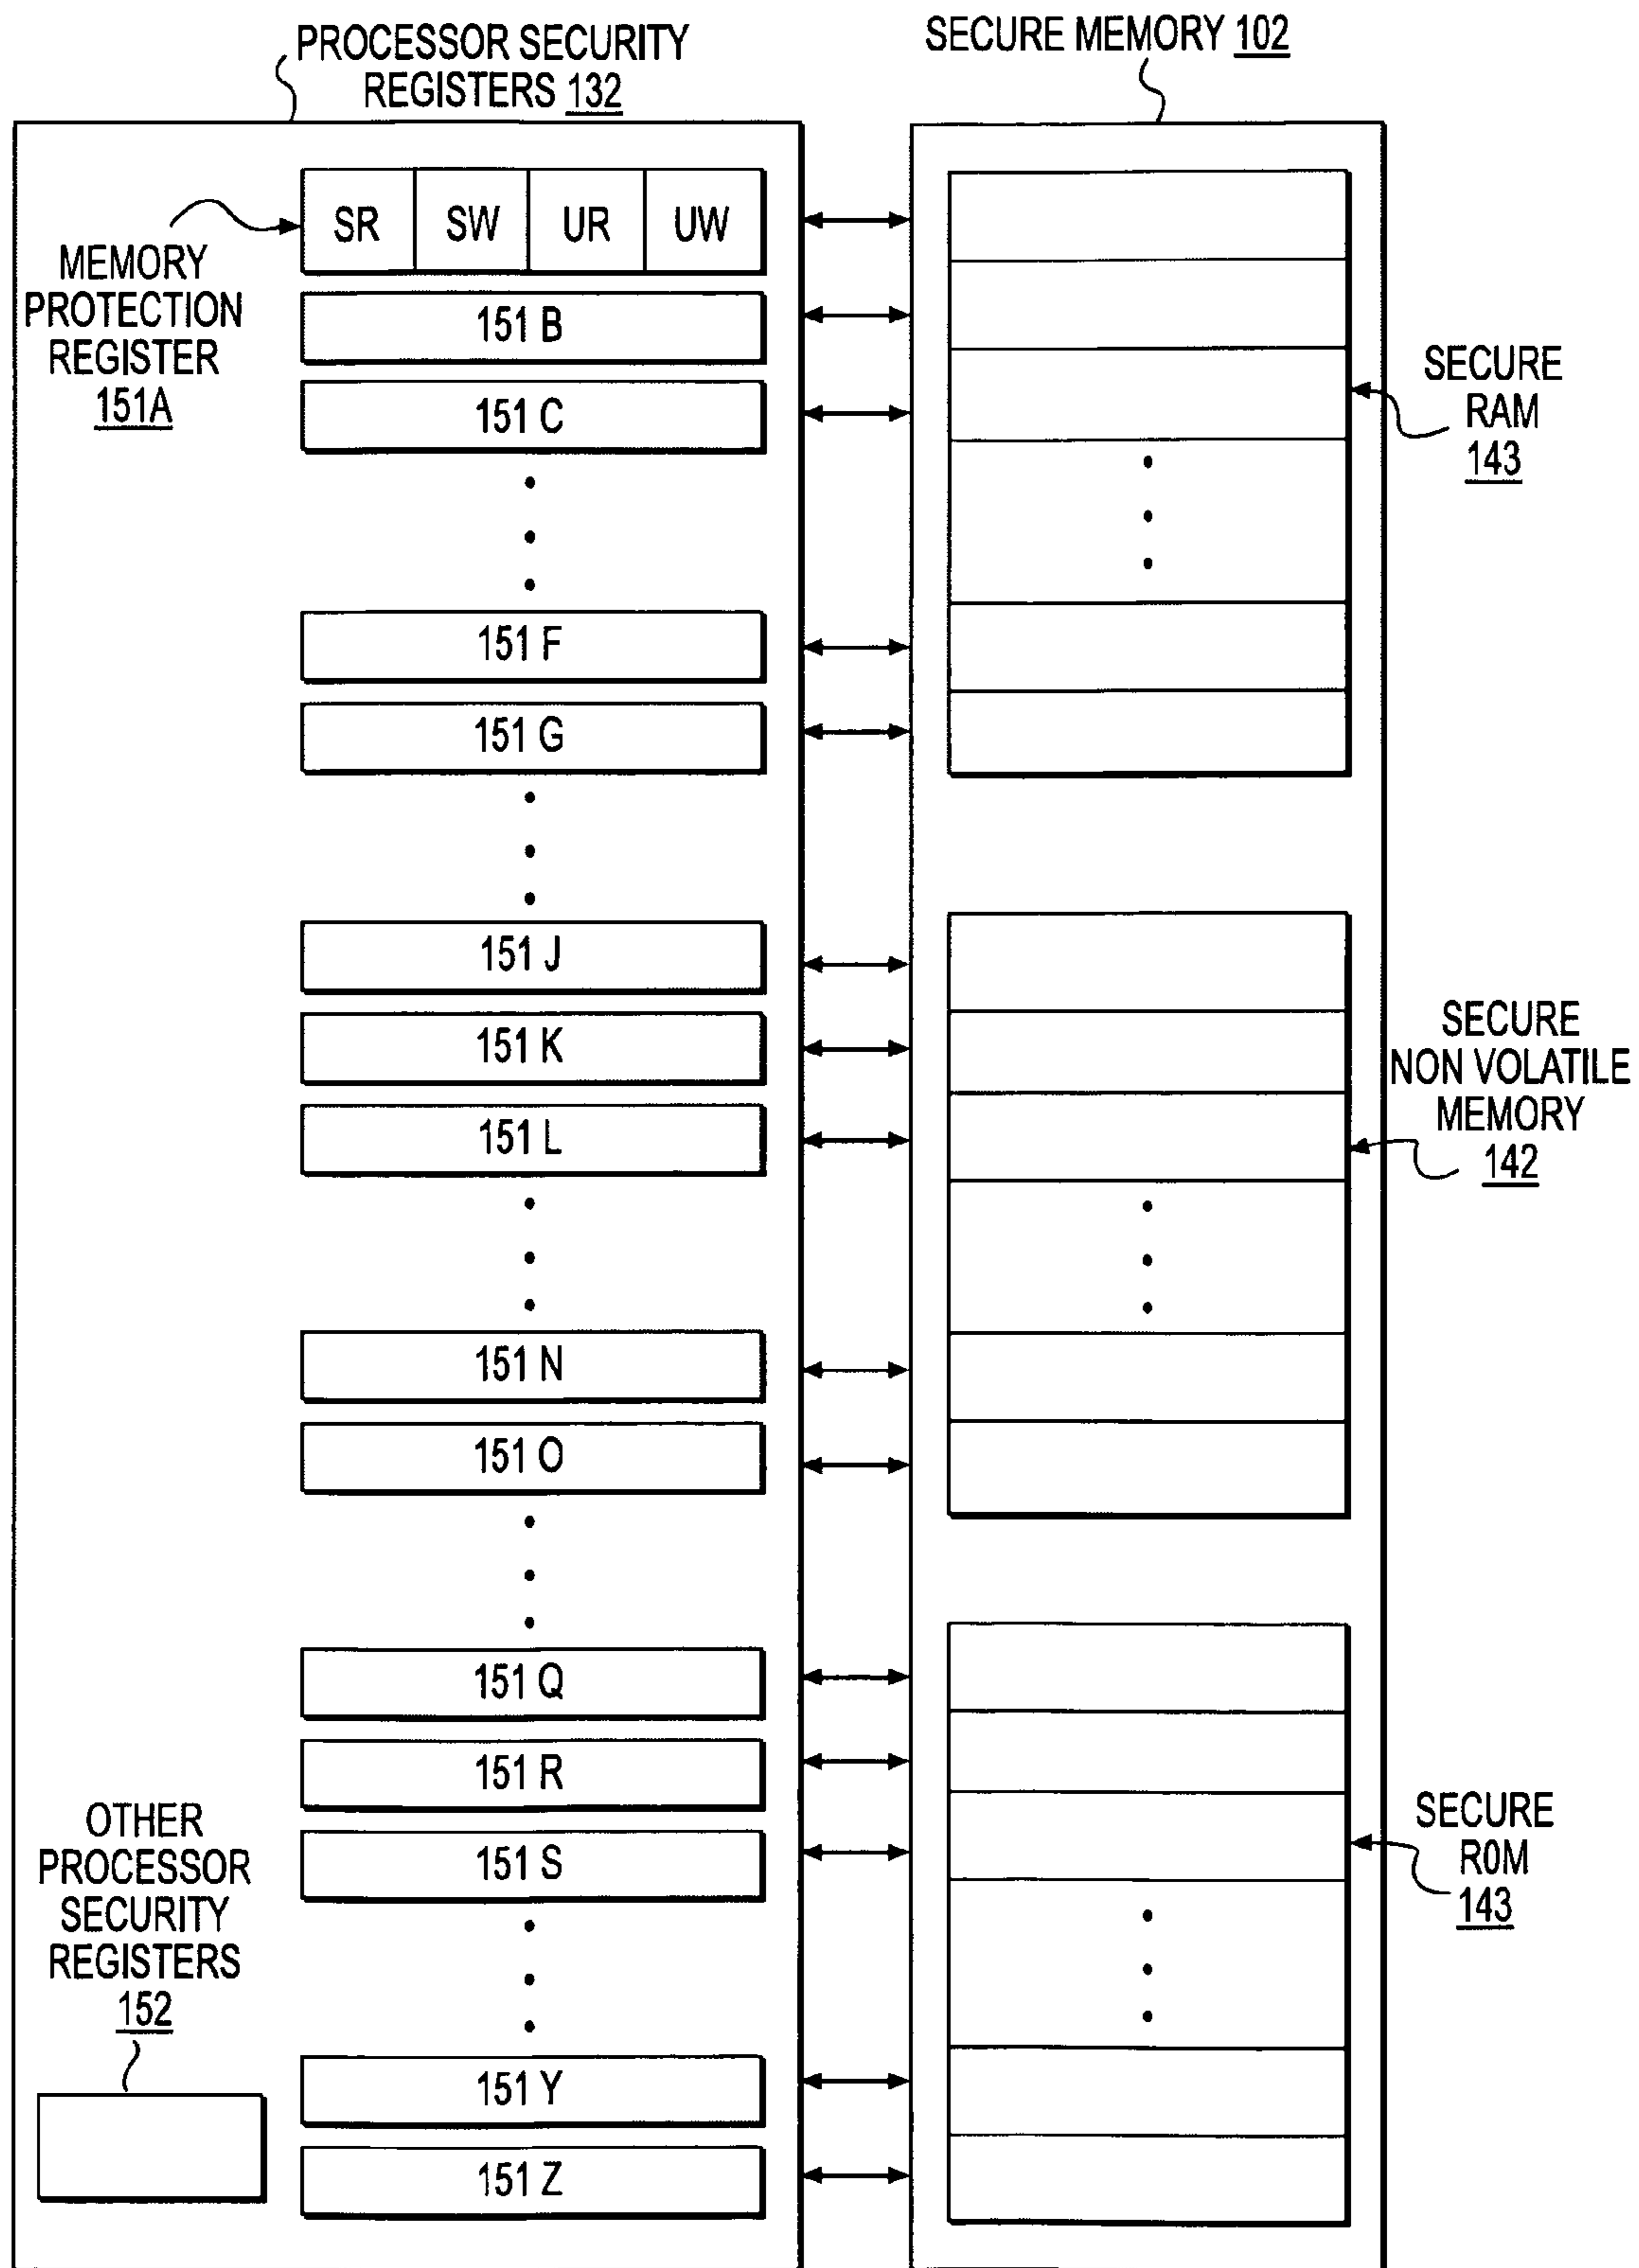 PROCESSOR SECURITY
REGISTERS 132
SECURE MEMORY 102
SR SW UR UW
MEMORY
PROTECTION
REGISTER
151A
151 B
151 C
SECURE
RAM
143
151 F
151 G
151 J
151 K
151 L
SECURE
NON VOLATILE
MEMORY
142
151 N
151 O
151 Q
151 R
151 S
SECURE
R0M
143
OTHER
PROCESSOR
SECURITY
REGISTERS
152
151 Y
151 Z